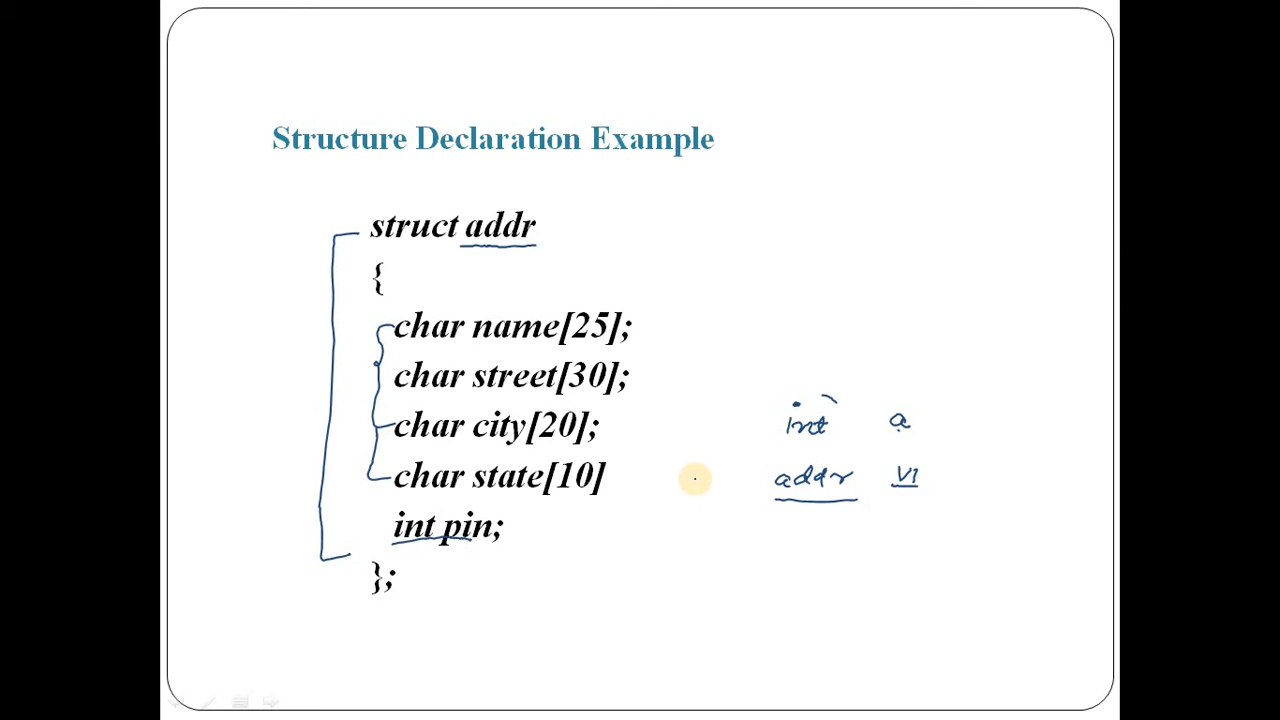 Structure Declaration Example
struct addr
{
char name[25];
char street[30];
char city[20];
char state[10]
int pin;
};
int a
addr v1